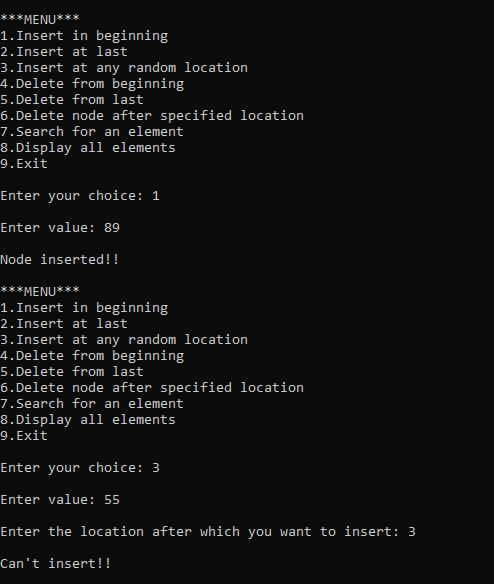 ***MENU***
1.Insert in beginning
2.Insert at last
3.Insert at any random location
4.Delete from beginning
5.Delete from last
6.Delete node after specified location
7.Search for an element
8.Display all elements
9.Exit
Enter your choice: 1
Enter value: 89
Node inserted!!
***MENU***
1.Insert in beginning
2.Insert at last
3.Insert at any random location
4.Delete from beginning
5.Delete from last
6.Delete node after specified location
7.Search for an element
8.Display all elements
9.Exit
Enter your choice: 3
Enter value: 55
Enter the location after which you want to insert: 3
Can't insert!!